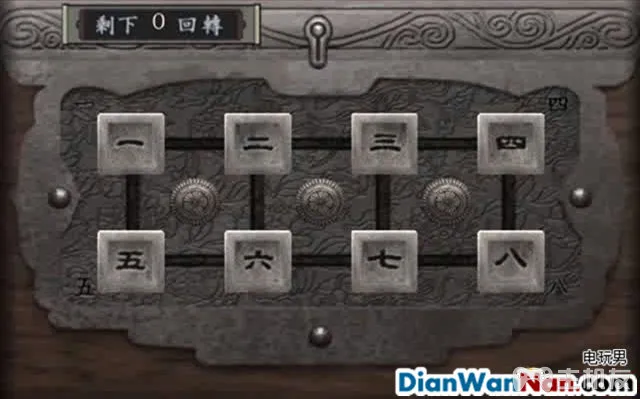 剩下 0 回轉
一 四
一 二 三 四
五 六 七 八
五 八
电玩男
DianWanNan.com